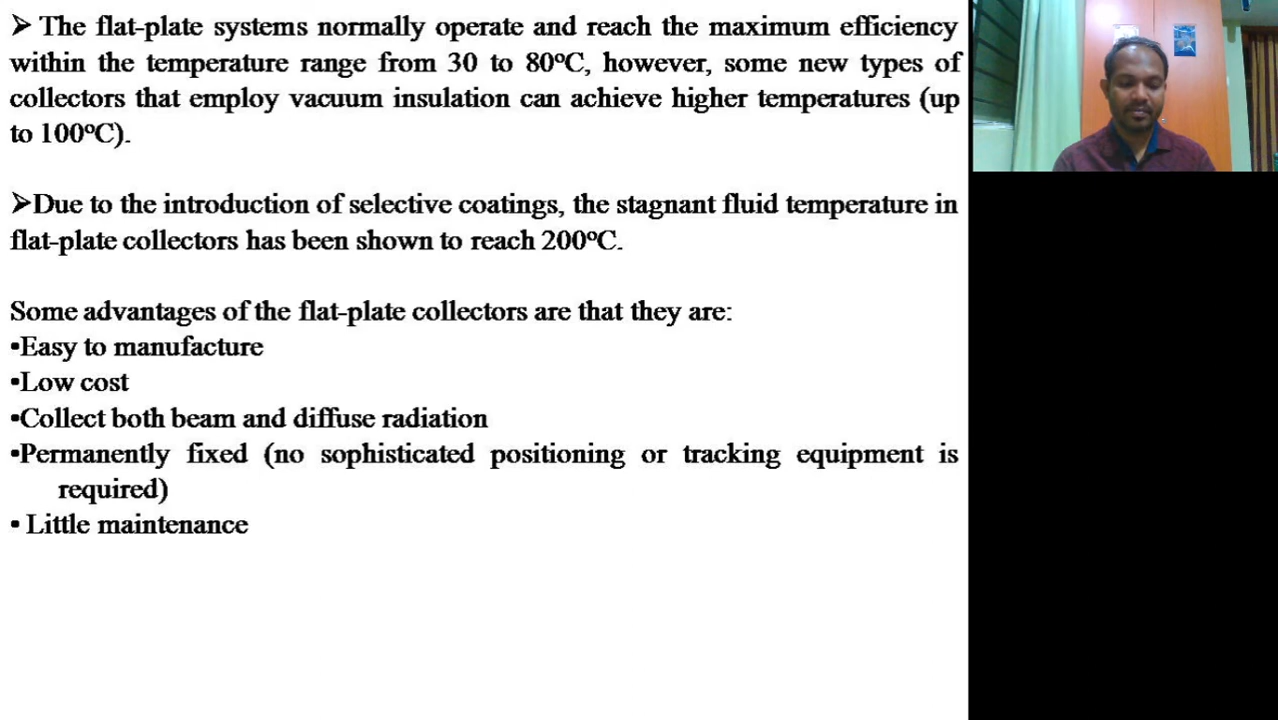 ➢ The flat-plate systems normally operate and reach the maximum efficiency
within the temperature range from 30 to 80°C, however, some new types of
collectors that employ vacuum insulation can achieve higher temperatures (up
to 100°C).
➢Due to the introduction of selective coatings, the stagnant fluid temperature in
flat-plate collectors has been shown to reach 200°C.
Some advantages of the flat-plate collectors are that they are:
•Easy to manufacture
•Low cost
•Collect both beam and diffuse radiation
•Permanently fixed (no sophisticated positioning or tracking equipment is
required)
• Little maintenance